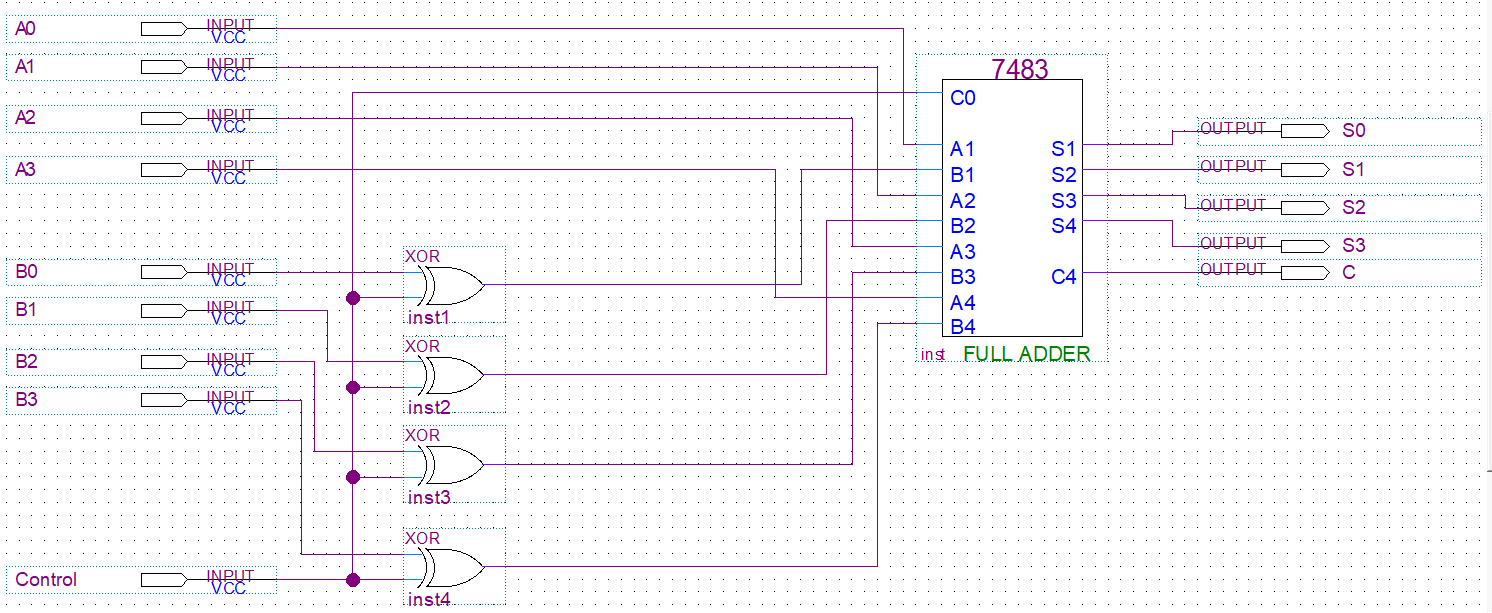 A0 INPUT VCC
A1 INPUT VCC
A2 INPUT VCC
A3 INPUT VCC
B0 INPUT VCC
B1 INPUT VCC
B2 INPUT VCC
B3 INPUT VCC
Control INPUT VCC
XOR
inst1
XOR
inst2
XOR
inst3
XOR
inst4
7483
C0
A1 S1
B1 S2
A2 S3
B2 S4
A3
B3 C4
A4
B4
inst FULL ADDER
OUTPUT S0
OUTPUT S1
OUTPUT S2
OUTPUT S3
OUTPUT C